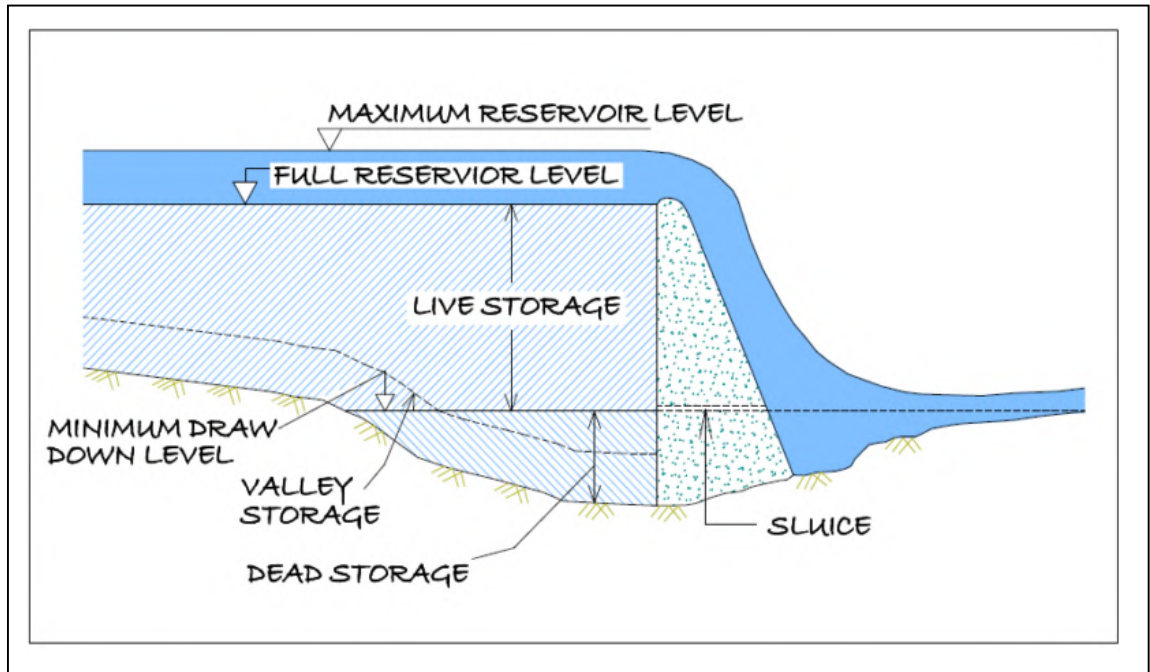 MAXIMUM RESERVOIR LEVEL
FULL RESERVIOR LEVEL
LIVE STORAGE
MINIMUM DRAW
DOWN LEVEL
VALLEY
STORAGE
SLUICE
DEAD STORAGE